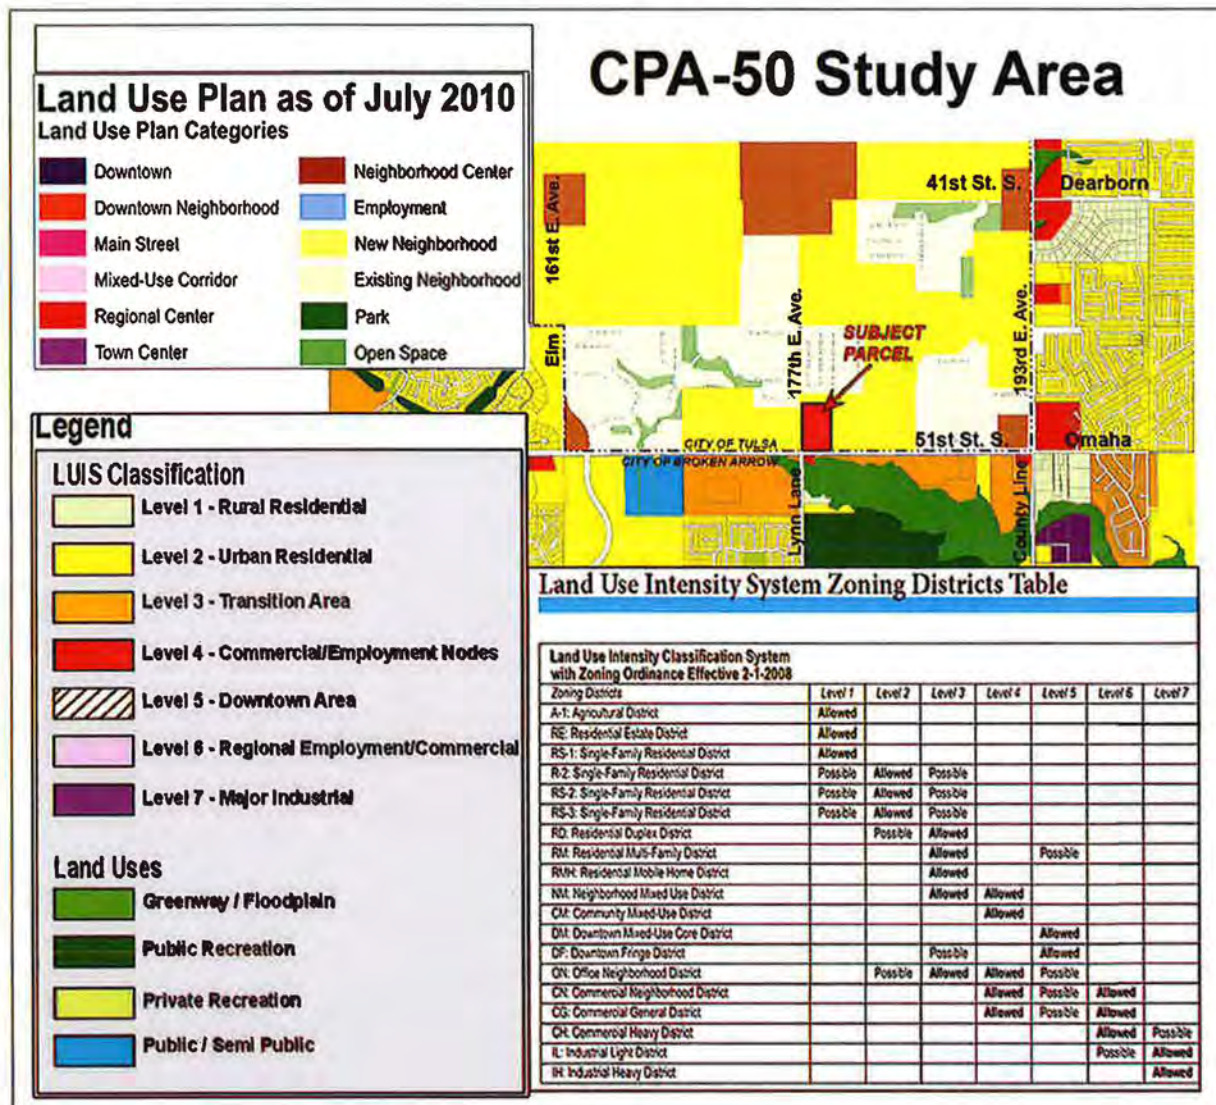 CPA-50 Study Area
Land Use Plan as of July 2010
Land Use Plan Categories
Downtown
Downtown Neighborhood
Main Street
Mixed-Use Corridor
Regional Center
Town Center
Neighborhood Center
Employment
New Neighborhood
Existing Neighborhood
Park
Open Space
161st E. Ave.
Elm
177th E. Ave.
Lynn Lane
41st St. S.
Dearborn
193rd E. Ave.
County Line
SUBJECT
PARCEL
51st St. S.
Omaha
CITY OF TULSA
CITY OF BROKEN ARROW
Legend
LUIS Classification
Level 1 - Rural Residential
Level 2 - Urban Residential
Level 3 - Transition Area
Level 4 - Commercial/Employment Nodes
Level 5 - Downtown Area
Level 6 - Regional Employment/Commercial
Level 7 - Major Industrial
Land Uses
Greenway / Floodplain
Public Recreation
Private Recreation
Public / Semi Public
Land Use Intensity System Zoning Districts Table
Land Use Intensity Classification System
with Zoning Ordinance Effective 2-1-2008
Zoning Districts Level 1 Level 2 Level 3 Level 4 Level 5 Level 6 Level 7
A-1: Agricultural District Allowed
RE: Residential Estate District Allowed
RS-1: Single-Family Residential District Allowed
R-2: Single-Family Residential District Possible Allowed Possible
RS-2: Single-Family Residential District Possible Allowed Possible
RS-3: Single-Family Residential District Possible Allowed Possible
RD: Residential Duplex District Possible Allowed
RM: Residential Multi-Family District Allowed Possible
RMH: Residential Mobile Home District Allowed
NM: Neighborhood Mixed Use District Allowed Allowed
CM: Community Mixed-Use District Allowed
DM: Downtown Mixed-Use Core District Allowed
DF: Downtown Fringe District Possible Allowed
ON: Office Neighborhood District Possible Allowed Allowed Possible
CN: Commercial Neighborhood District Allowed Possible Allowed
CG: Commercial General District Allowed Possible Allowed
CH: Commercial Heavy District Allowed Possible
IL: Industrial Light District Possible Allowed
IH: Industrial Heavy District Allowed